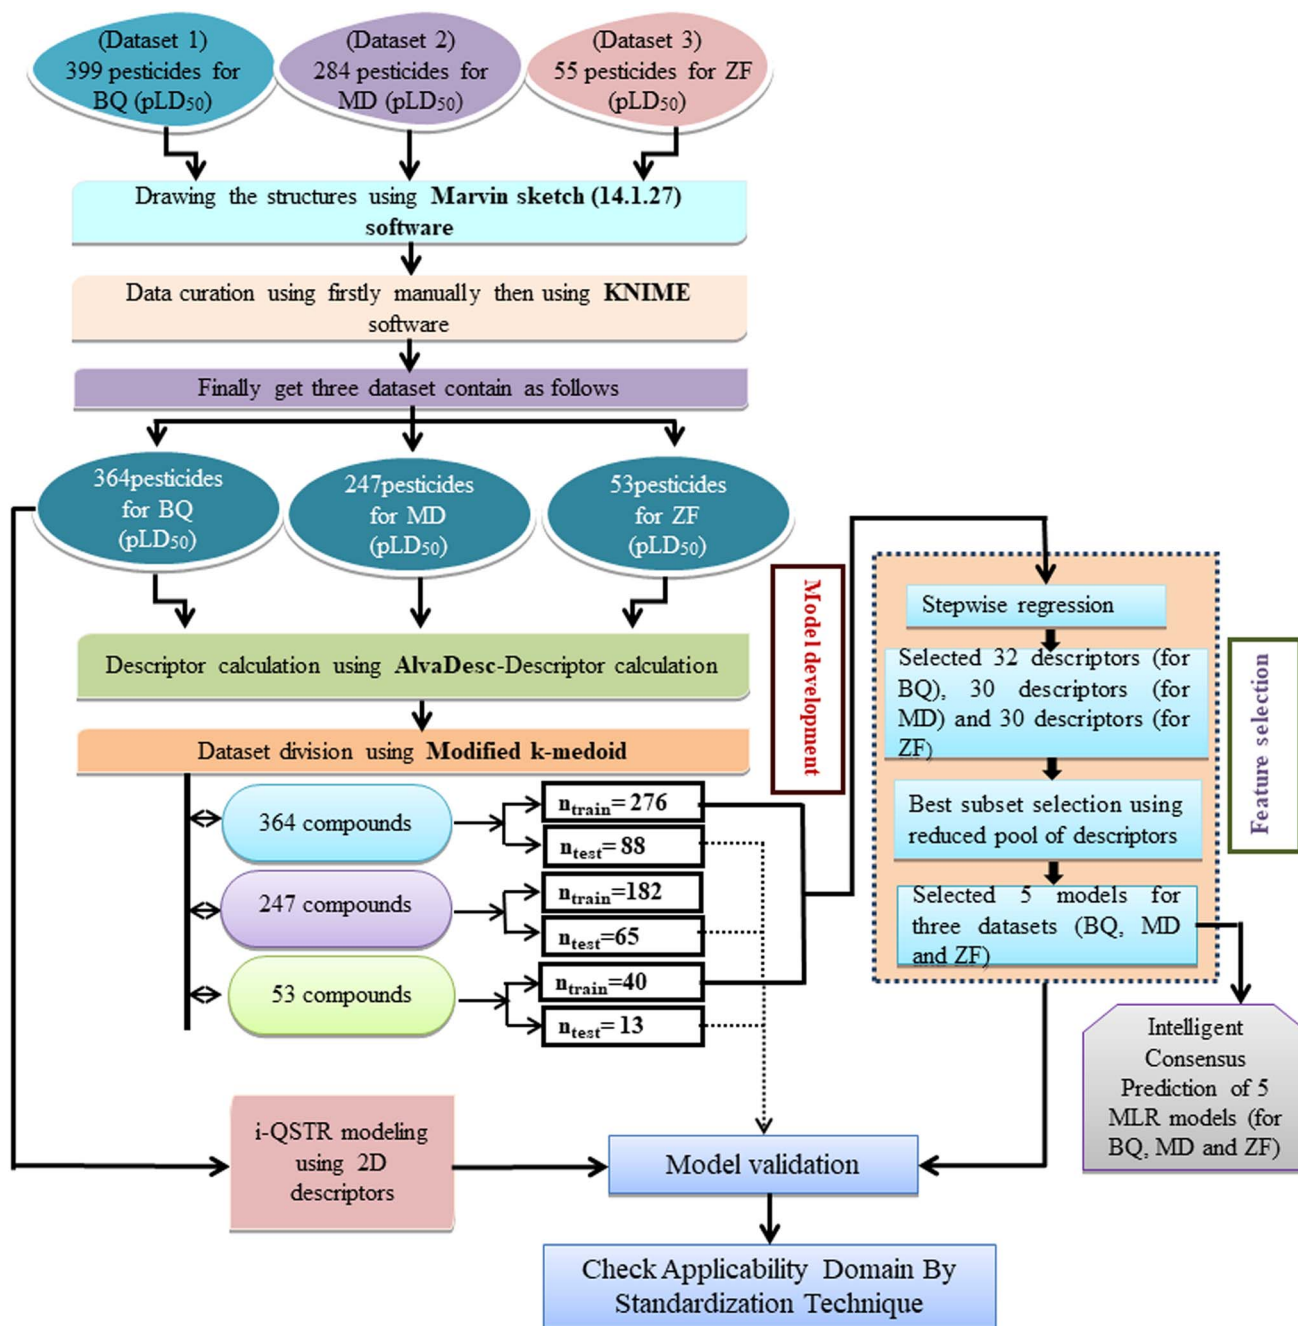 (Dataset 1)
399 pesticides for
BQ (pLD50)
(Dataset 2)
284 pesticides for
MD (pLD50)
(Dataset 3)
55 pesticides for ZF
(pLD50)
Drawing the structures using Marvin sketch (14.1.27)
software
Data curation using firstly manually then using KNIME
software
Finally get three dataset contain as follows
364pesticides
for BQ
(pLD50)
247pesticides
for MD
(pLD50)
53pesticides
for ZF
(pLD50)
Descriptor calculation using AlvaDesc-Descriptor calculation
Dataset division using Modified k-medoid
364 compounds
ntrain= 276
ntest= 88
247 compounds
ntrain=182
ntest=65
53 compounds
ntrain=40
ntest= 13
Model development
Stepwise regression
Selected 32 descriptors (for
BQ), 30 descriptors (for
MD) and 30 descriptors (for
ZF)
Best subset selection using
reduced pool of descriptors
Selected 5 models for
three datasets (BQ, MD
and ZF)
Feature selection
Intelligent
Consensus
Prediction of 5
MLR models (for
BQ, MD and ZF)
i-QSTR modeling
using 2D
descriptors
Model validation
Check Applicability Domain By
Standardization Technique